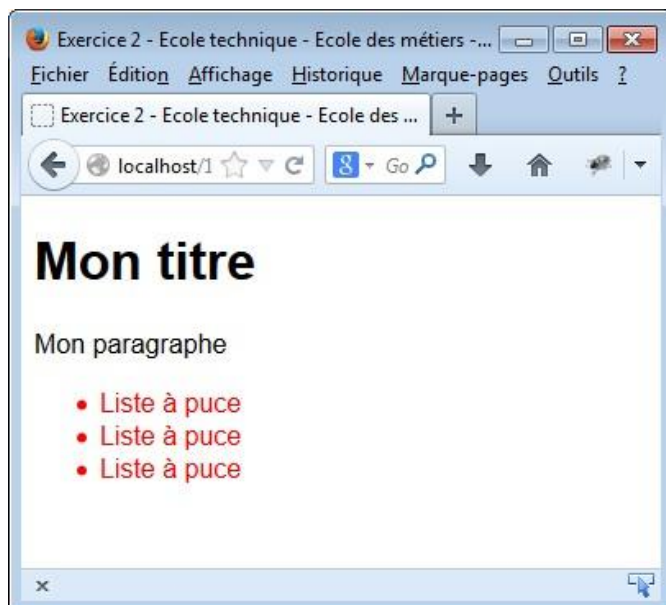 Exercice 2 - Ecole technique - Ecole des métiers -...
Fichier Édition Affichage Historique Marque-pages Outils ?
Exercice 2 - Ecole technique - Ecole des ... +
localhost/1 8 Go
Mon titre
Mon paragraphe
• Liste à puce
• Liste à puce
• Liste à puce
x